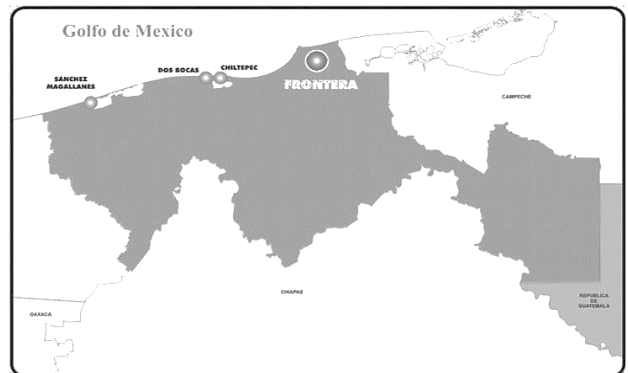 Golfo de Mexico
SÁNCHEZ
MAGALLANES
DOS BOCAS
CHILTEPEC
FRONTERA
CAMPECHE
CHIAPAS
OAXACA
REPUBLICA
DE
GUATEMALA